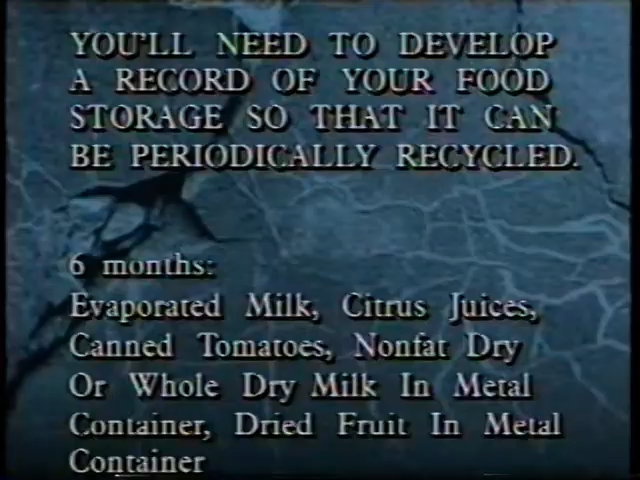 YOU'LL NEED TO DEVELOP
A RECORD OF YOUR FOOD
STORAGE SO THAT IT CAN
BE PERIODICALLY RECYCLED.
6 months:
Evaporated Milk, Citrus Juices,
Canned Tomatoes, Nonfat Dry
Or Whole Dry Milk In Metal
Container, Dried Fruit In Metal
Container